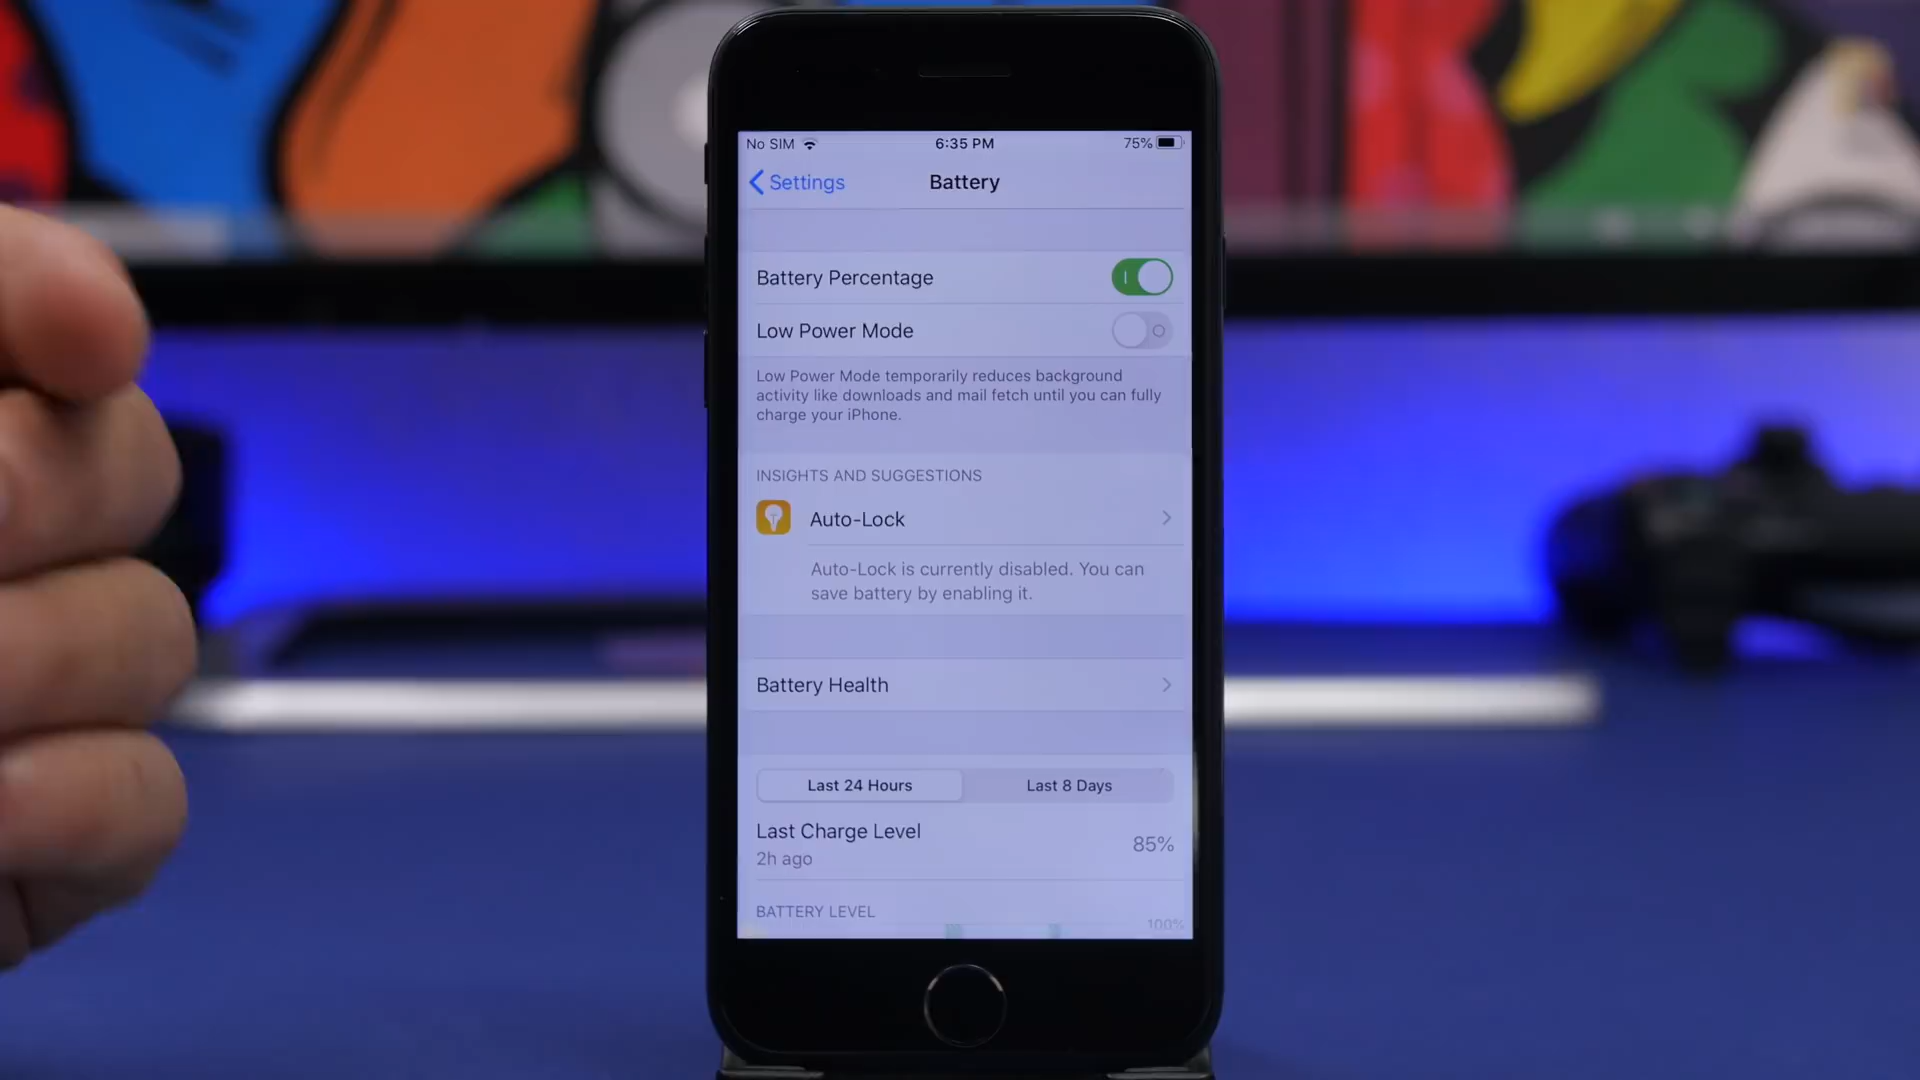 No SIM 6:35 PM 75%
Settings Battery
Battery Percentage
Low Power Mode
Low Power Mode temporarily reduces background
activity like downloads and mail fetch until you can fully
charge your iPhone.
INSIGHTS AND SUGGESTIONS
Auto-Lock
Auto-Lock is currently disabled. You can
save battery by enabling it.
Battery Health
Last 24 Hours Last 8 Days
Last Charge Level
85%
2h ago
BATTERY LEVEL
100%